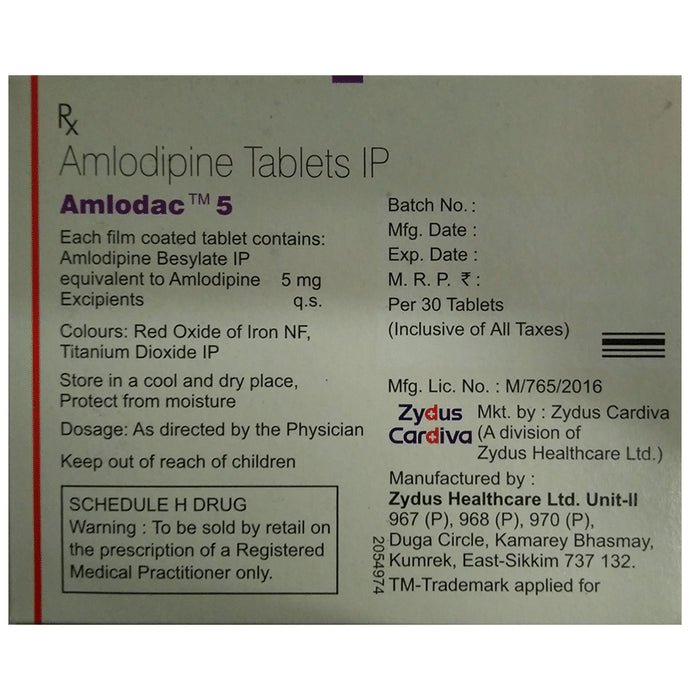 Rx
Amlodipine Tablets IP
Amlodac™ 5
Each film coated tablet contains:
Amlodipine Besylate IP
equivalent to Amlodipine 5 mg
Excipients q.s.
Colours: Red Oxide of Iron NF,
Titanium Dioxide IP
Store in a cool and dry place,
Protect from moisture
Dosage: As directed by the Physician
Keep out of reach of children
SCHEDULE H DRUG
Warning : To be sold by retail on
the prescription of a Registered
Medical Practitioner only.
Batch No. :
Mfg. Date :
Exp. Date :
M. R. P. ₹ :
Per 30 Tablets
(Inclusive of All Taxes)
Mfg. Lic. No. : M/765/2016
Zydus
Cardiva
Mkt. by : Zydus Cardiva
(A division of
Zydus Healthcare Ltd.)
Manufactured by :
Zydus Healthcare Ltd. Unit-II
967 (P), 968 (P), 970 (P),
Duga Circle, Kamarey Bhasmay,
Kumrek, East-Sikkim 737 132.
TM-Trademark applied for
2054974